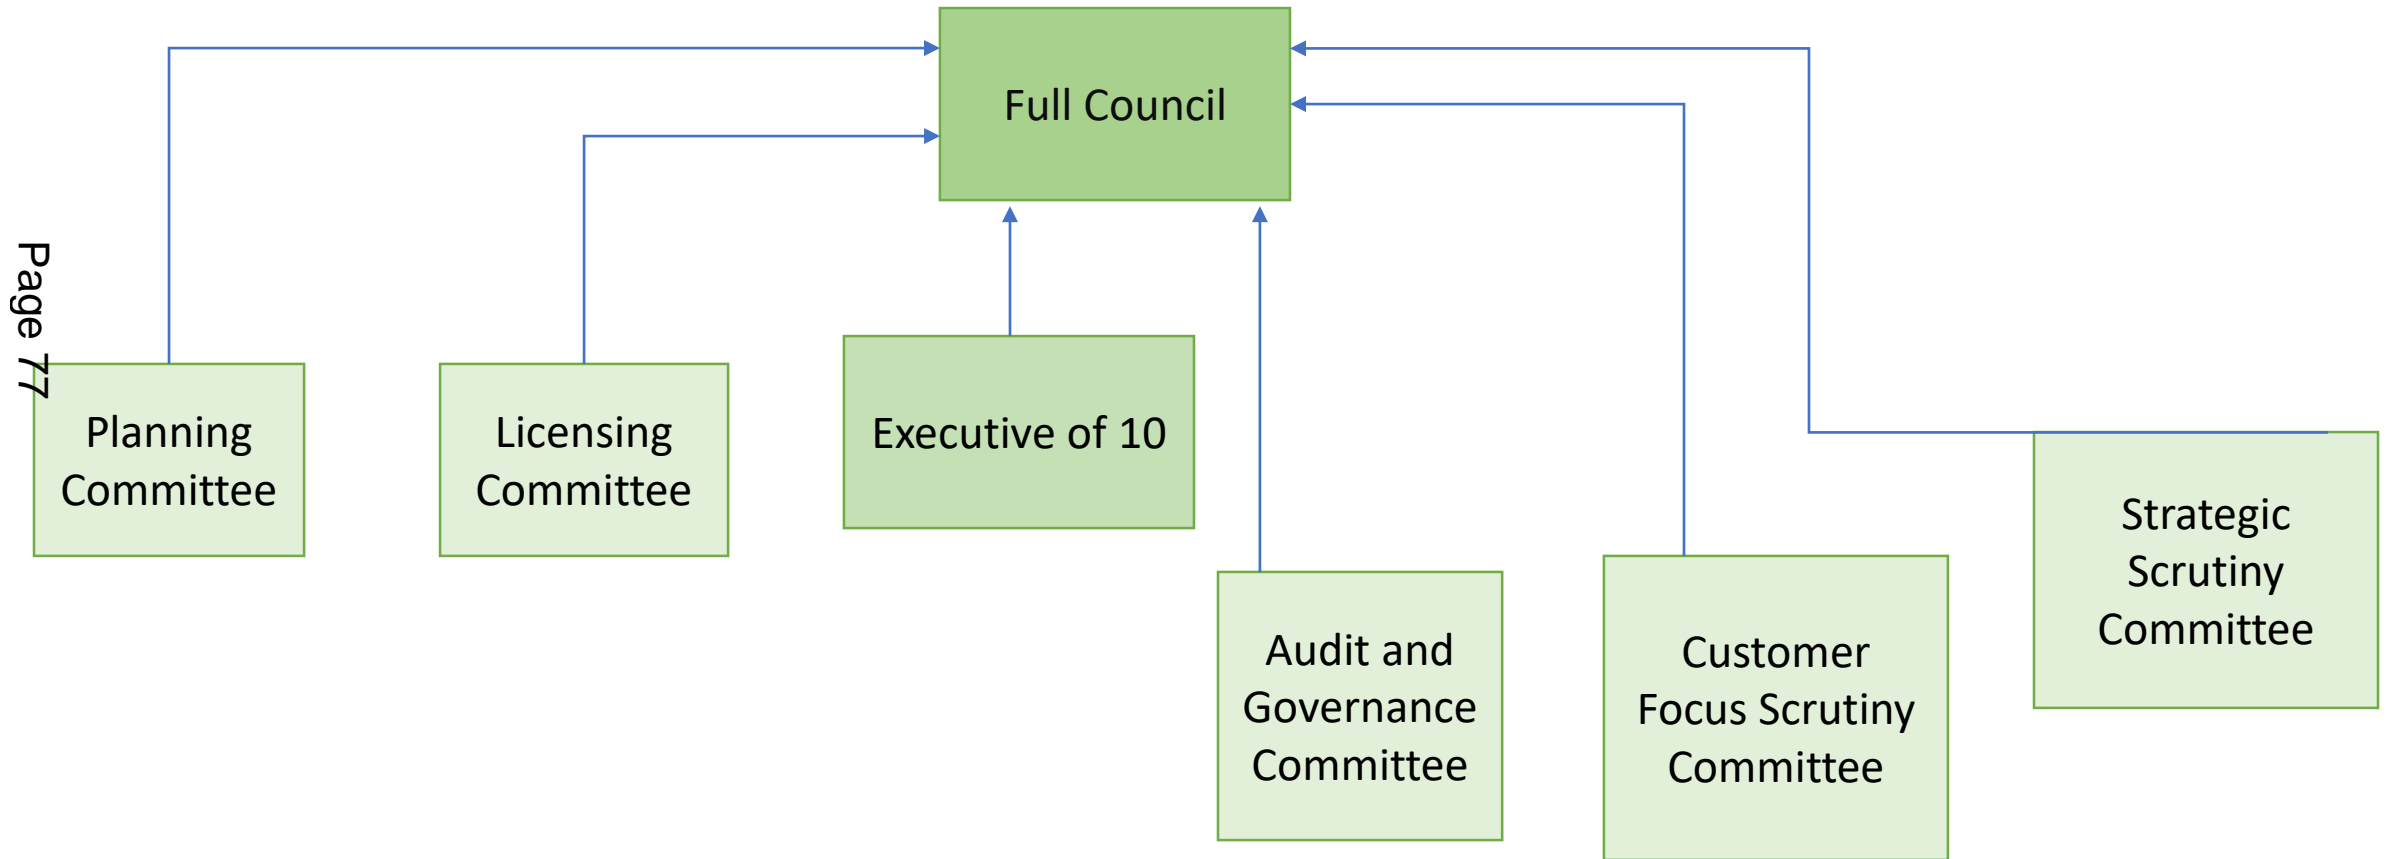 Full Council
Page 77
Planning
Committee
Licensing
Committee
Executive of 10
Audit and
Governance
Committee
Customer
Focus Scrutiny
Committee
Strategic
Scrutiny
Committee